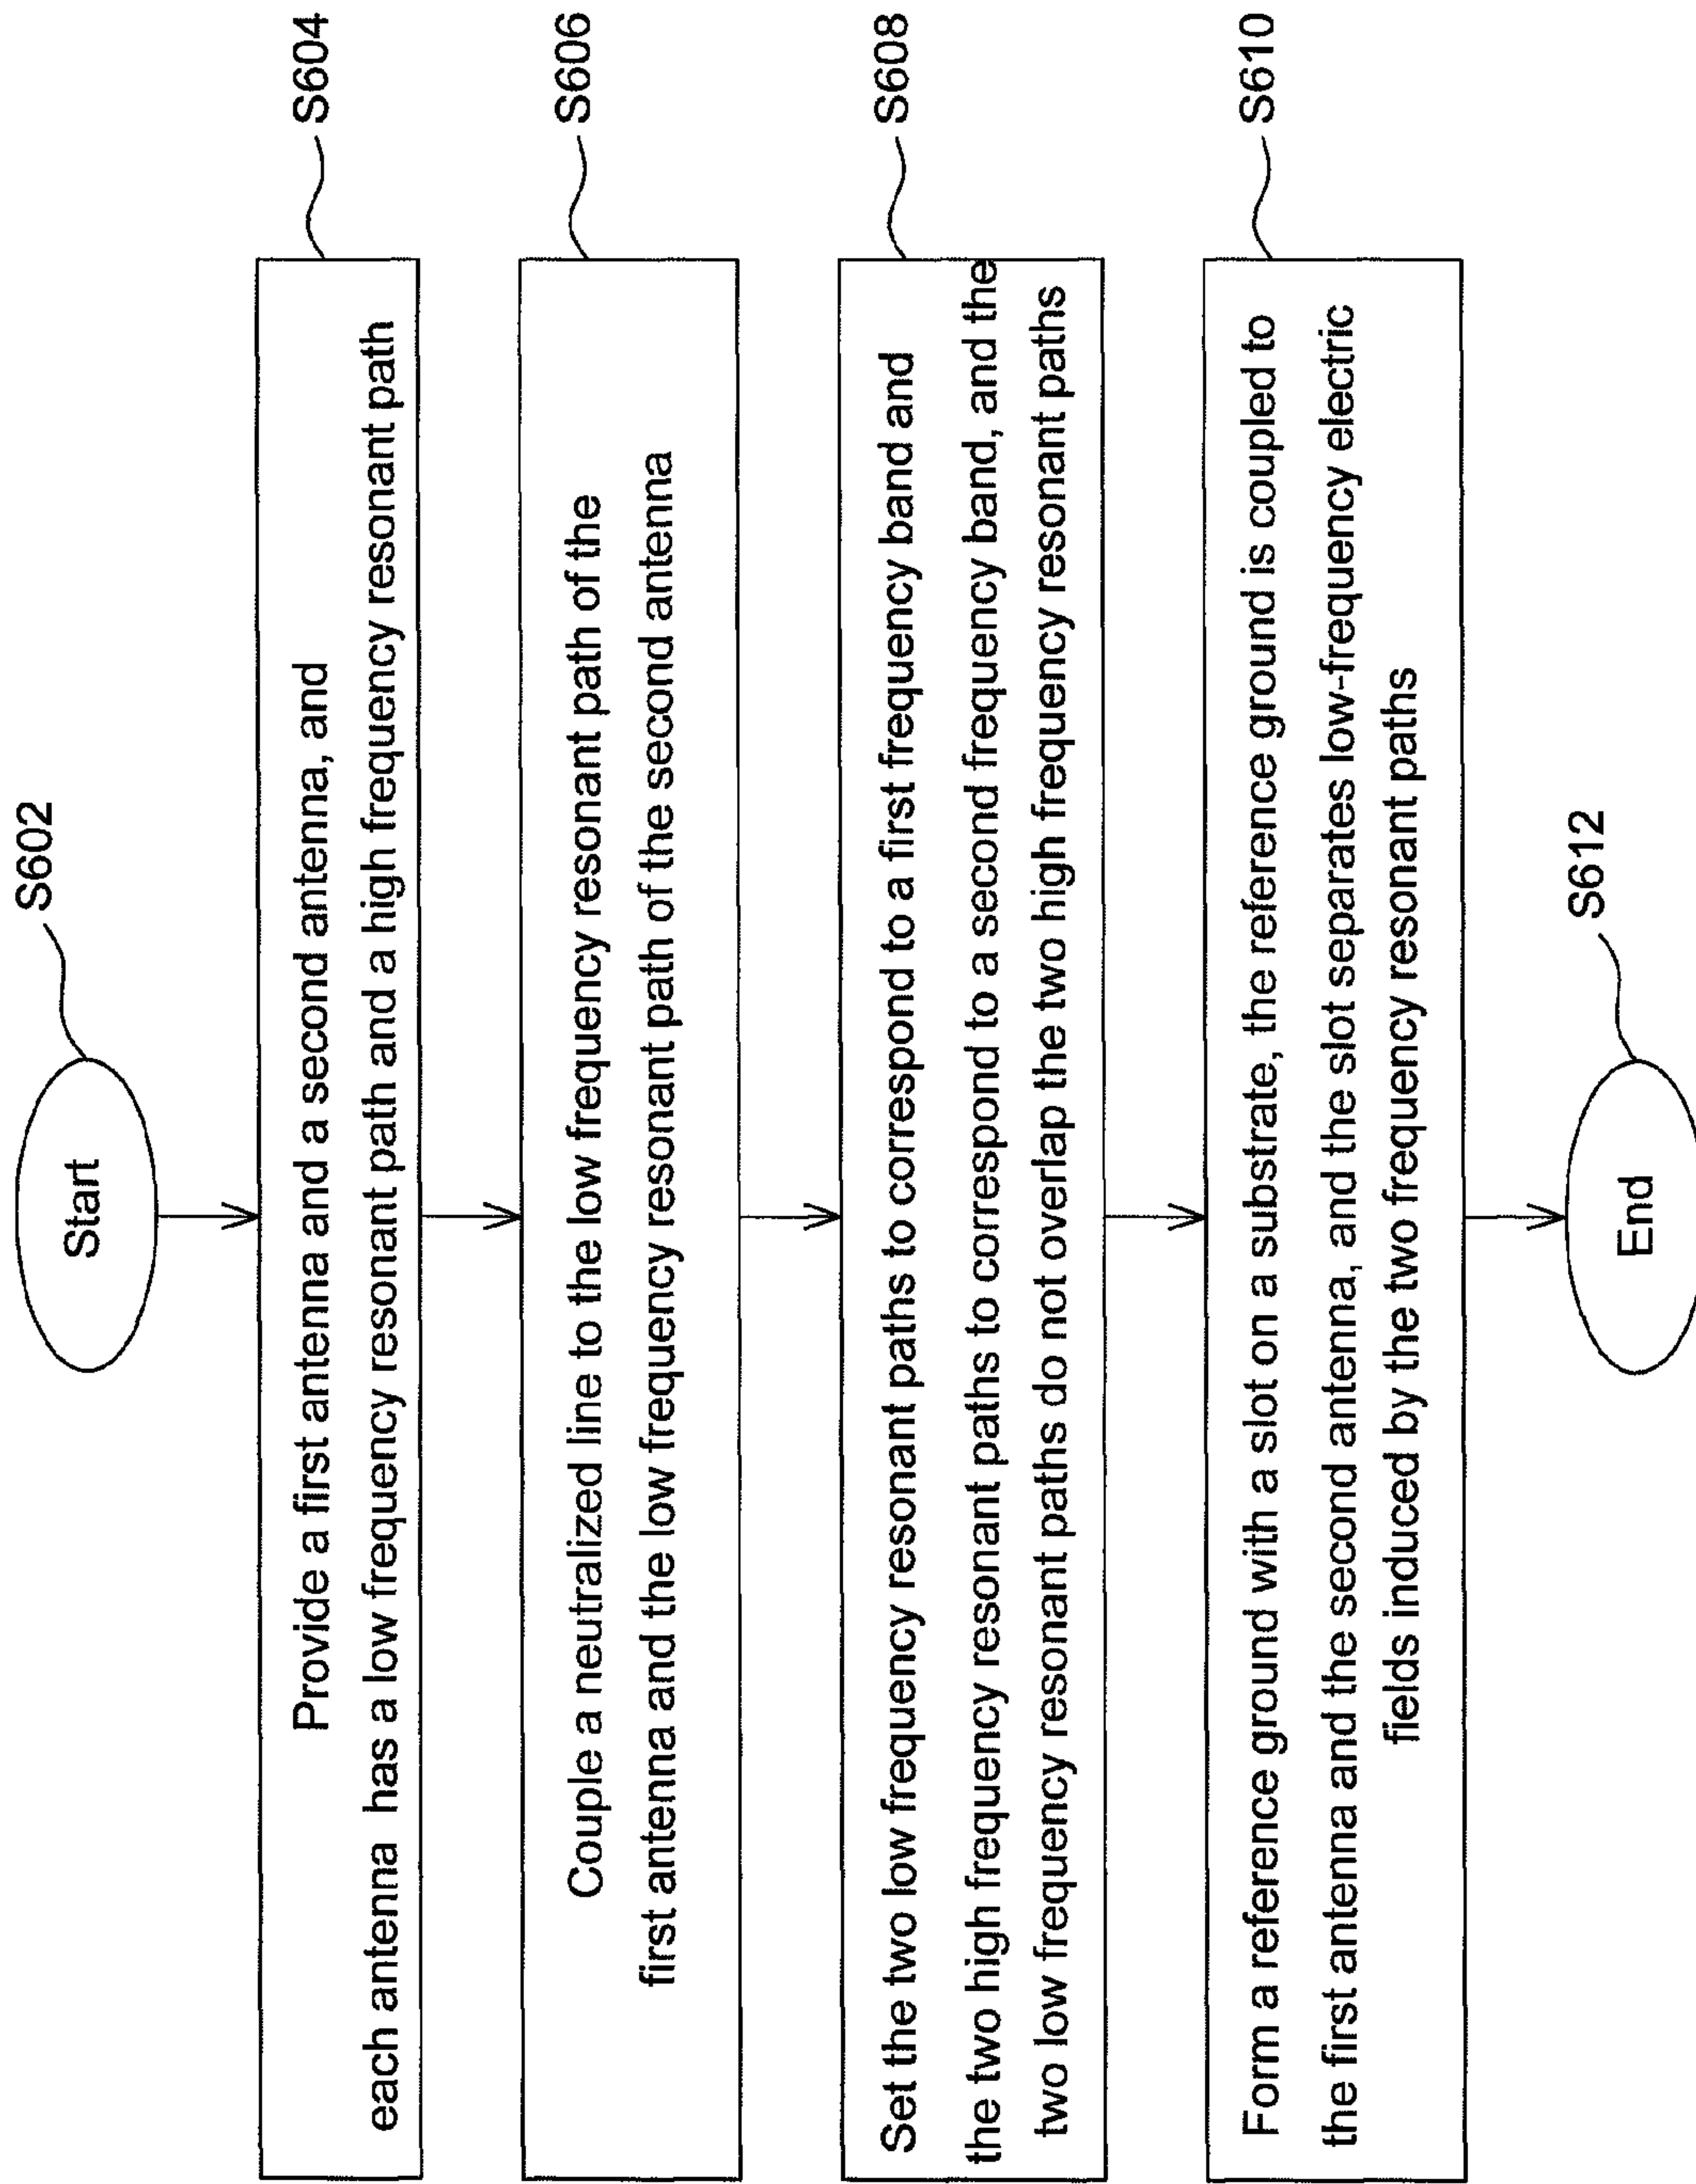 Start
S602
Provide a first antenna and a second antenna, and
each antenna has a low frequency resonant path and a high frequency resonant path
S604
Couple a neutralized line to the low frequency resonant path of the
first antenna and the low frequency resonant path of the second antenna
S606
Set the two low frequency resonant paths to correspond to a first frequency band and
the two high frequency resonant paths to correspond to a second frequency band, and the
two low frequency resonant paths do not overlap the two high frequency resonant paths
S608
Form a reference ground with a slot on a substrate, the reference ground is coupled to
the first antenna and the second antenna, and the slot separates low-frequency electric
fields induced by the two frequency resonant paths
S610
End
S612